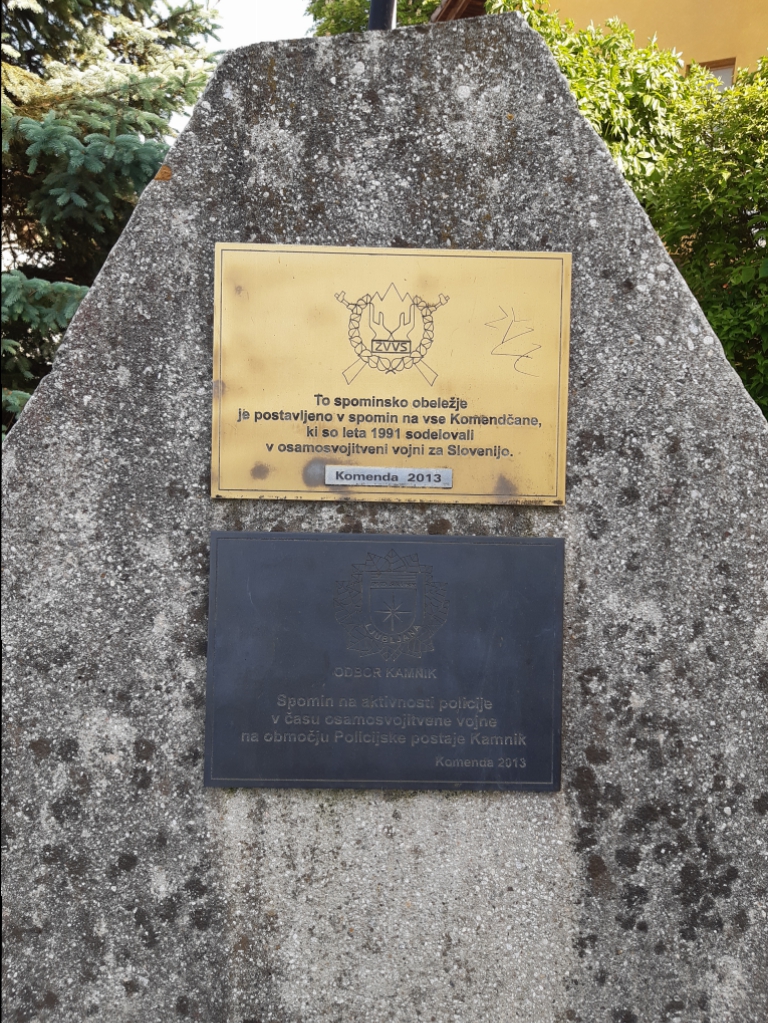 ZVVS
To spominsko obeležje
je postavljeno v spomin na vse Komendčane,
ki so leta 1991 sodelovali
v osamosvojitveni vojni za Slovenijo.
Komenda 2013
LJUBLJANA
ODBOR KAMNIK
Spomin na aktivnosti policije
v času osamosvojitvene vojne
na območju Policijske postaje Kamnik
Komenda 2013